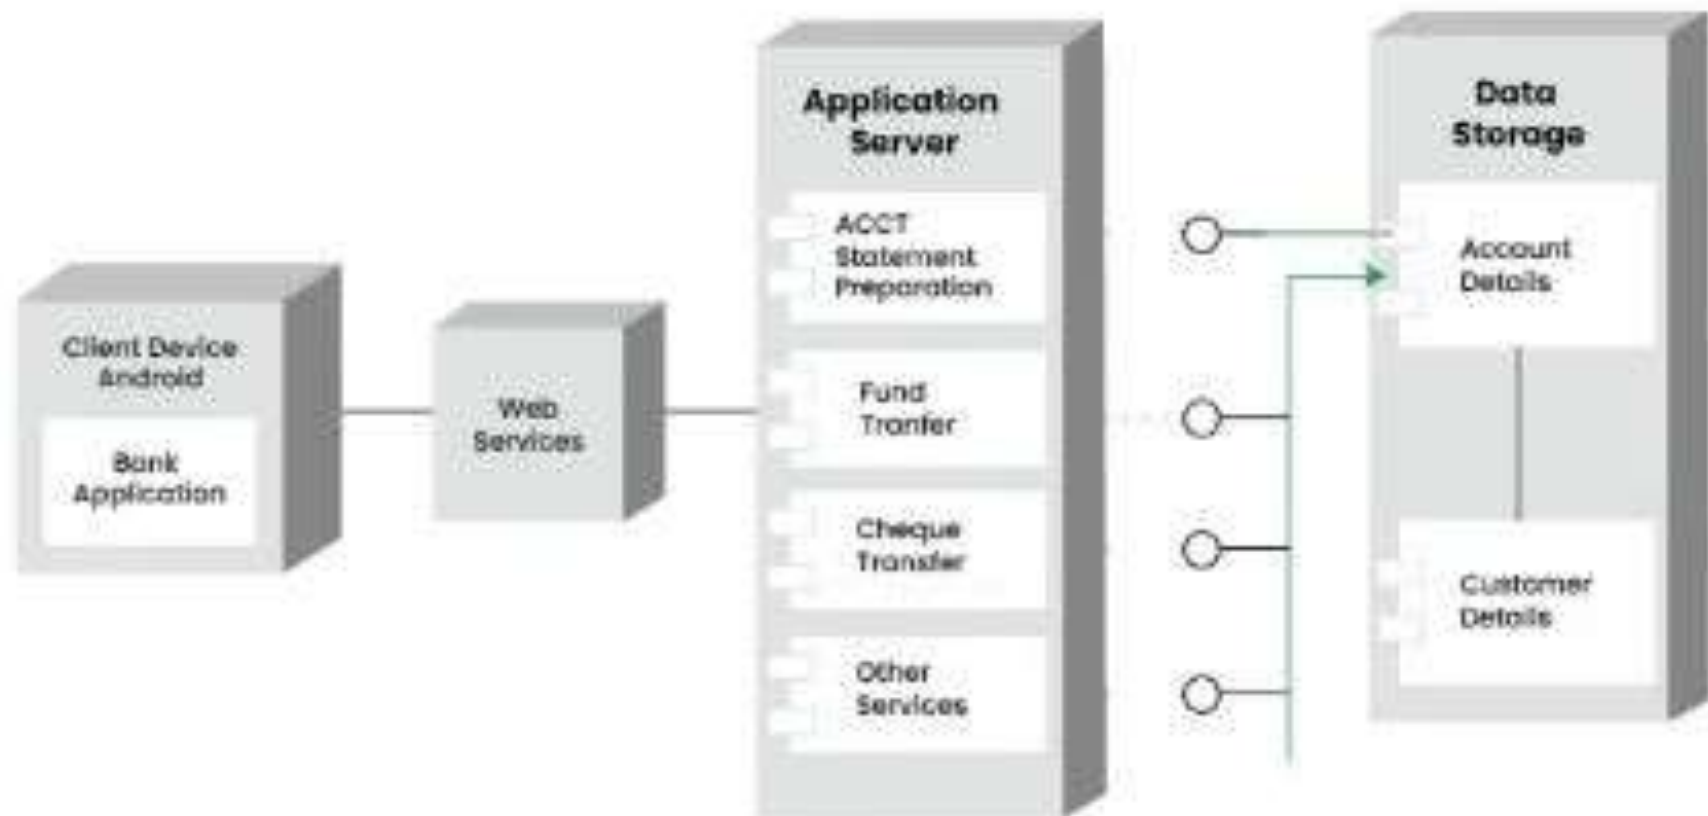 Client Device
Android
Bank
Application
Web
Services
Application
Server
ACCT
Statement
Preparation
Fund
Tranfer
Cheque
Transfer
Other
Services
Data
Storage
Account
Details
Customer
Details